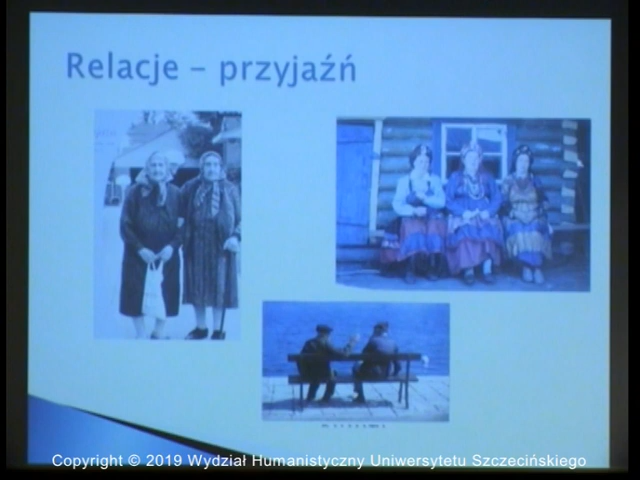 Relacje – przyjaźń
Copyright © 2019 Wydział Humanistyczny Uniwersytetu Szczecińskiego